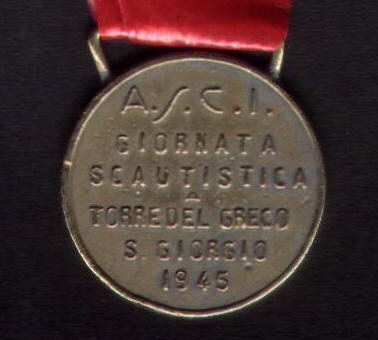 A.S.C.I.
GIORNATA
SCAUTISTICA
A
TORRE DEL GRECO
S. GIORGIO
1945